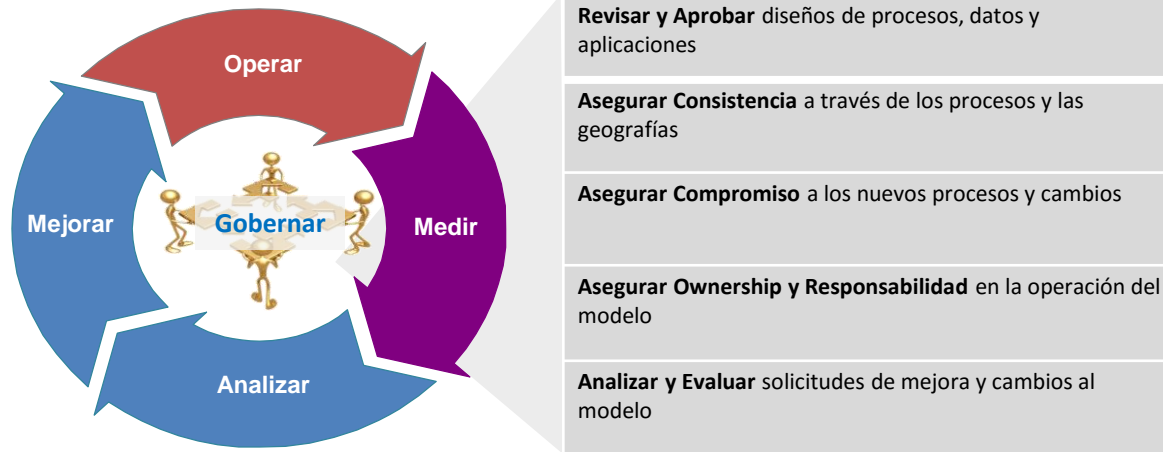 Operar
Medir
Analizar
Mejorar
Gobernar
Revisar y Aprobar diseños de procesos, datos y
aplicaciones
Asegurar Consistencia a través de los procesos y las
geografías
Asegurar Compromiso a los nuevos procesos y cambios
Asegurar Ownership y Responsabilidad en la operación del
modelo
Analizar y Evaluar solicitudes de mejora y cambios al
modelo